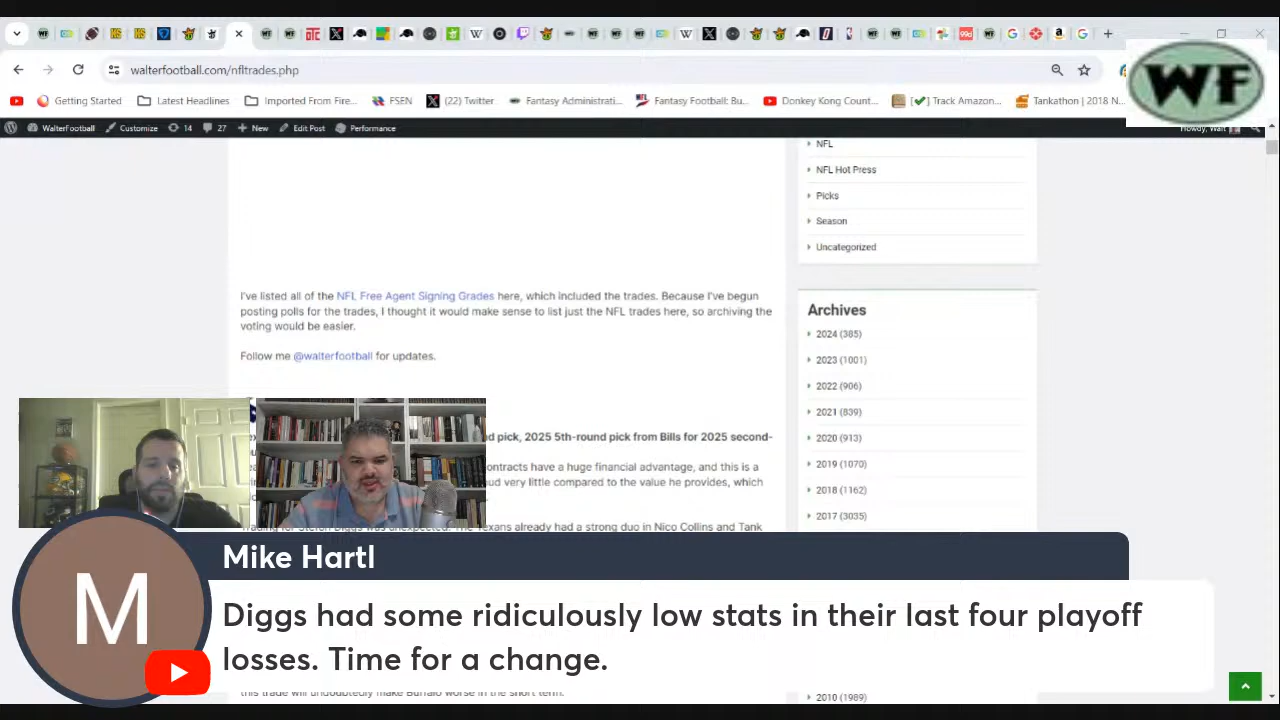 walterfootball.com/nfltrades.php
Getting Started
Latest Headlines
Imported From Fire...
FSEN
(22) Twitter
Fantasy Administrati...
Fantasy Football: Bu...
Donkey Kong Count...
Track Amazon...
Tankathon | 2018 N...
WF
WalterFootball
Customize
14
27
New
Edit Post
Performance
Howdy, Walt
NFL
NFL Hot Press
Picks
Season
Uncategorized
I've listed all of the NFL Free Agent Signing Grades here, which included the trades. Because I've begun
posting polls for the trades, I thought it would make sense to list just the NFL trades here, so archiving the
voting would be easier.
Follow me @walterfootball for updates.
Archives
2024 (385)
2023 (1001)
2022 (906)
2021 (839)
2020 (913)
2019 (1070)
2018 (1162)
2017 (3035)
2010 (1989)
pick, 2025 5th-round pick from Bills for 2025 second-
contracts have a huge financial advantage, and this is a
very little compared to the value he provides, which
Trading for Stefon Diggs was unexpected. The Texans already had a strong duo in Nico Collins and Tank
M
Mike Hartl
Diggs had some ridiculously low stats in their last four playoff
losses. Time for a change.
this trade will undoubtedly make Buffalo worse in the short term.